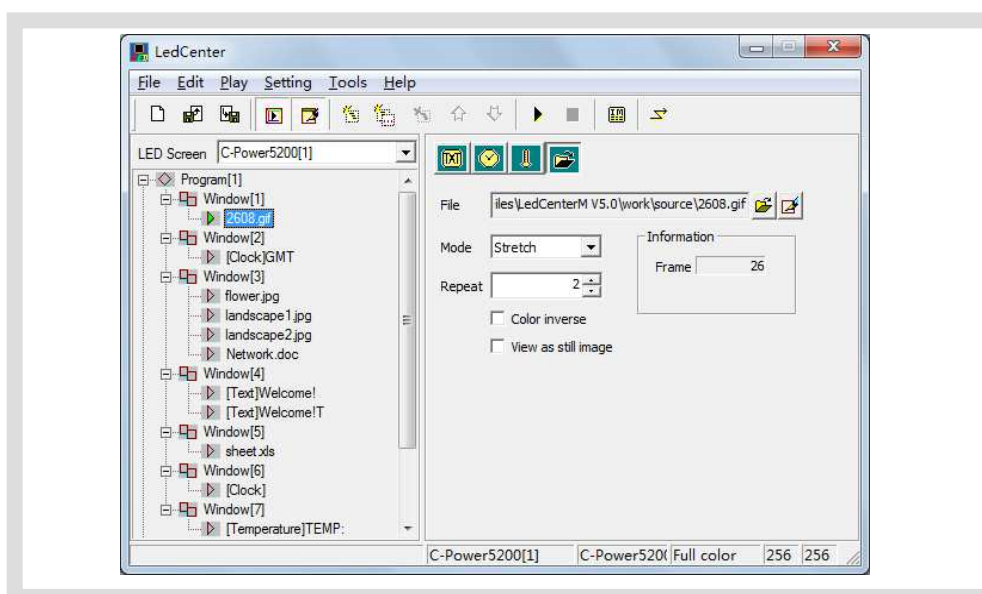 LedCenter
File Edit Play Setting Tools Help
LED Screen C-Power5200[1]
TXT
Program[1]
Window[1]
2608.gif
Window[2]
[Clock]GMT
Window[3]
flower.jpg
landscape1.jpg
landscape2.jpg
Network.doc
Window[4]
[Text]Welcome!
[Text]Welcome!T
Window[5]
sheet.xls
Window[6]
[Clock]
Window[7]
[Temperature]TEMP:
File iles\LedCenterM V5.0\work\source\2608.gif
Mode Stretch
Repeat 2
Color inverse
View as still image
Information
Frame 26
C-Power5200[1] C-Power520( Full color 256 256